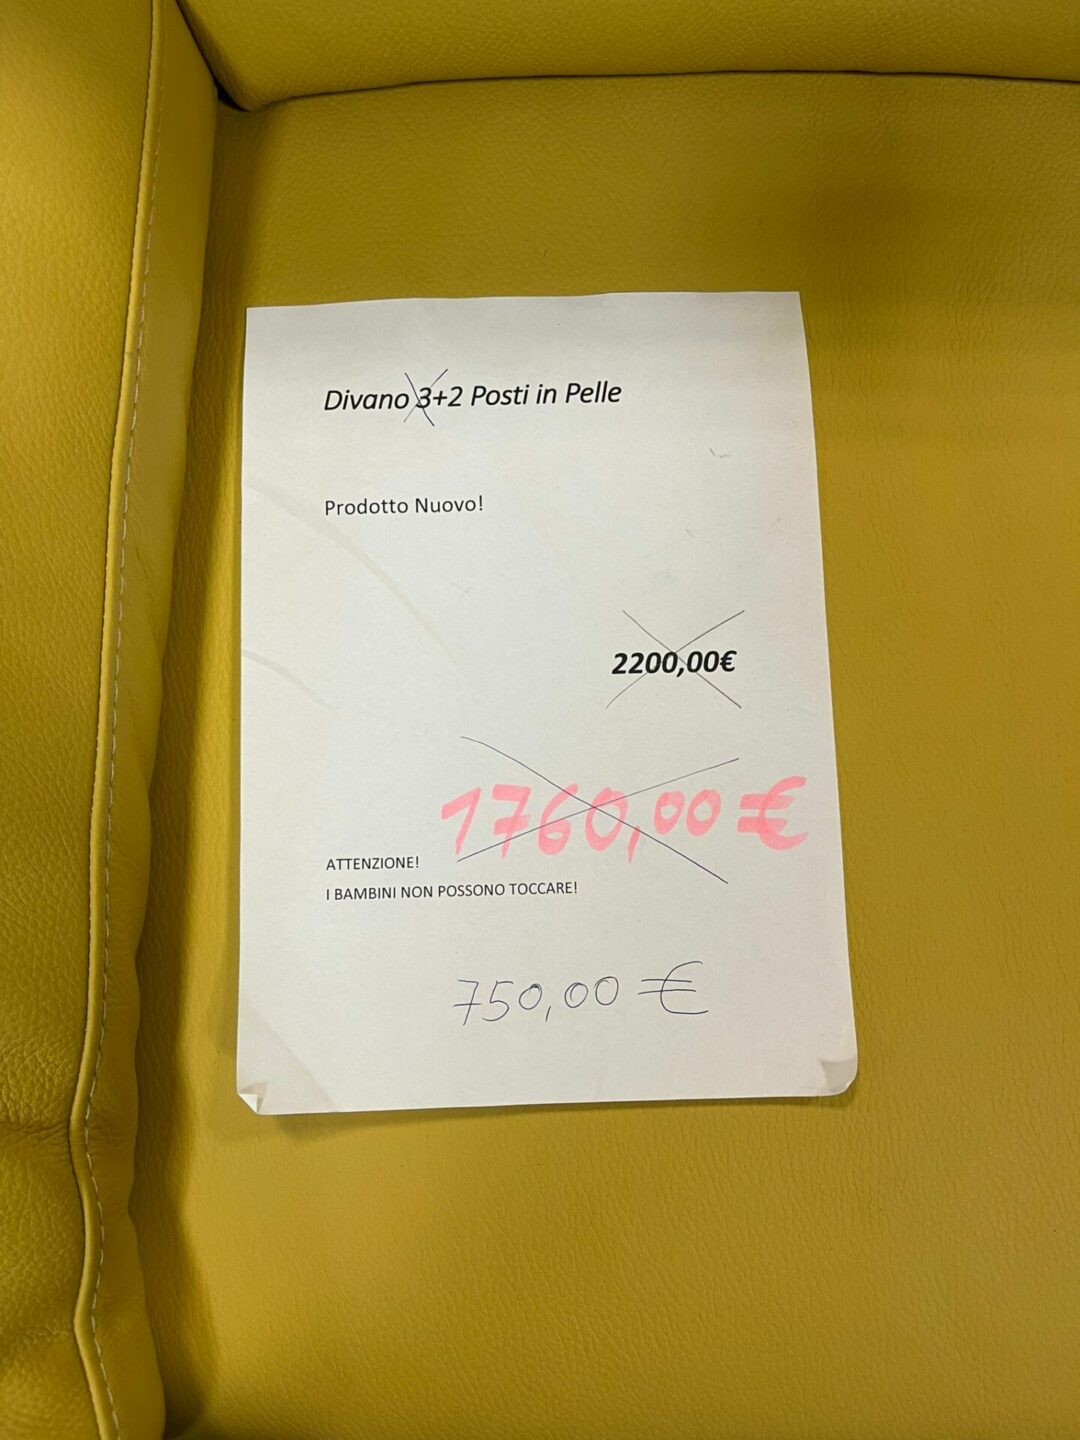 Divano 3+2 Posti in Pelle
Prodotto Nuovo!
2200,00€
1760,00 €
ATTENZIONE!
I BAMBINI NON POSSONO TOCCARE!
750,00 €